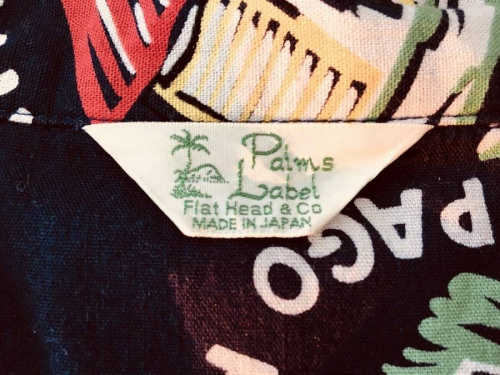 Palms
Label
Flat Head & Co
MADE IN JAPAN
PAGO